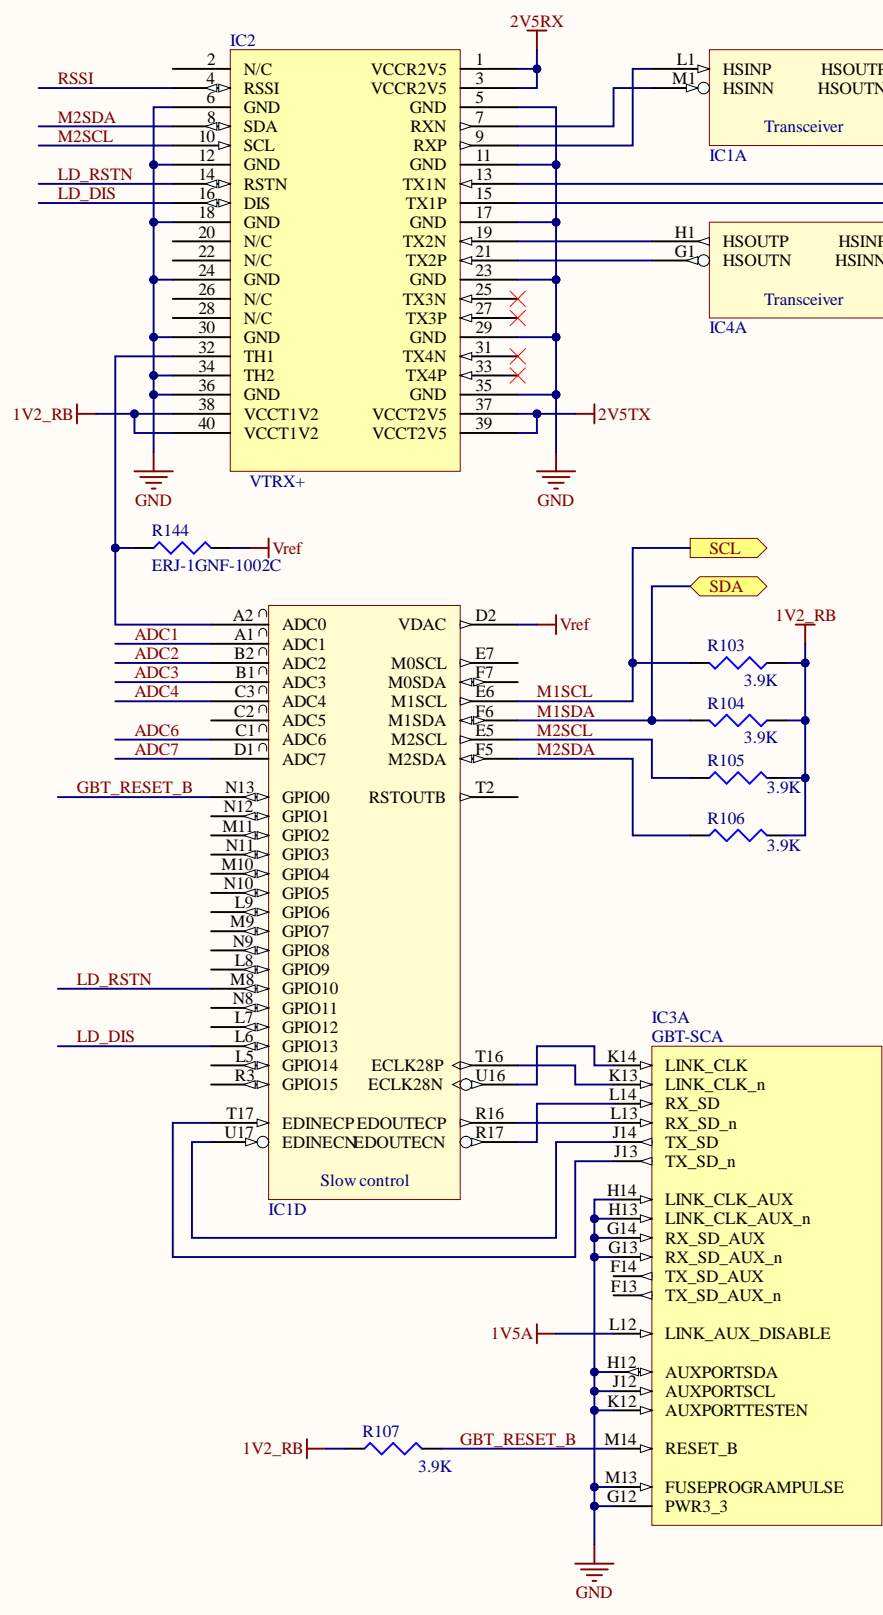 2V5RX
IC2
2 N/C VCCR2V5 1
RSSI 4 RSSI VCCR2V5 3
6 GND GND 5
M2SDA 8 SDA RXN 7
M2SCL 10 SCL RXP 9
12 GND GND 11
LD_RSTN 14 RSTN TX1N 13
LD_DIS 16 DIS TX1P 15
18 GND GND 17
20 N/C TX2N 19
22 N/C TX2P 21
24 GND GND 23
26 N/C TX3N 25
28 N/C TX3P 27
30 GND GND 29
32 TH1 TX4N 31
34 TH2 TX4P 33
36 GND GND 35
1V2_RB 38 VCCT1V2 VCCT2V5 37 2V5TX
40 VCCT1V2 VCCT2V5 39
VTRX+
GND GND
L1 HSINP HSOUTP
M1 HSINN HSOUTN
Transceiver
IC1A
H1 HSOUTP HSINP
G1 HSOUTN HSINN
Transceiver
IC4A
R144
Vref
ERJ-1GNF-1002C
SCL
SDA
1V2_RB
A2 ADC0 VDAC D2 Vref
ADC1 A1 ADC1
ADC2 B2 ADC2 M0SCL E7
ADC3 B1 ADC3 M0SDA F7
ADC4 C3 ADC4 M1SCL E6 M1SCL
C2 ADC5 M1SDA F6 M1SDA
ADC6 C1 ADC6 M2SCL E5 M2SCL
ADC7 D1 ADC7 M2SDA F5 M2SDA
R103
3.9K
R104
3.9K
R105
3.9K
R106
3.9K
GBT_RESET_B N13 GPIO0 RSTOUTB T2
N12 GPIO1
M11 GPIO2
N11 GPIO3
M10 GPIO4
N10 GPIO5
L9 GPIO6
M9 GPIO7
N9 GPIO8
L8 GPIO9
LD_RSTN M8 GPIO10
N8 GPIO11
L7 GPIO12
LD_DIS L6 GPIO13
L5 GPIO14 ECLK28P T16
R3 GPIO15 ECLK28N U16
T17 EDINECP EDOUTECP R16
U17 EDINECN EDOUTECN R17
Slow control
IC1D
IC3A
GBT-SCA
K14 LINK_CLK
K13 LINK_CLK_n
L14 RX_SD
L13 RX_SD_n
J14 TX_SD
J13 TX_SD_n
H14 LINK_CLK_AUX
H13 LINK_CLK_AUX_n
G14 RX_SD_AUX
G13 RX_SD_AUX_n
F14 TX_SD_AUX
F13 TX_SD_AUX_n
1V5A L12 LINK_AUX_DISABLE
H12 AUXPORTSDA
J12 AUXPORTSCL
K12 AUXPORTTESTEN
R107
1V2_RB GBT_RESET_B M14 RESET_B
3.9K
M13 FUSEPROGRAMPULSE
G12 PWR3_3
GND